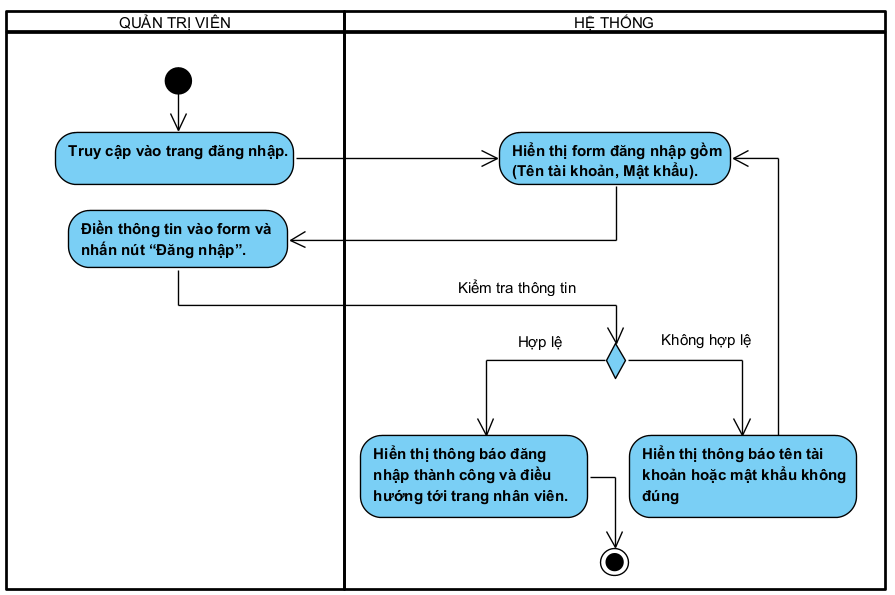 QUẢN TRỊ VIÊN
HỆ THỐNG
Truy cập vào trang đăng nhập.
Hiển thị form đăng nhập gồm
(Tên tài khoản, Mật khẩu).
Điền thông tin vào form và
nhấn nút “Đăng nhập”.
Kiểm tra thông tin
Hợp lệ
Không hợp lệ
Hiển thị thông báo đăng
nhập thành công và điều
hướng tới trang nhân viên.
Hiển thị thông báo tên tài
khoản hoặc mật khẩu không
đúng